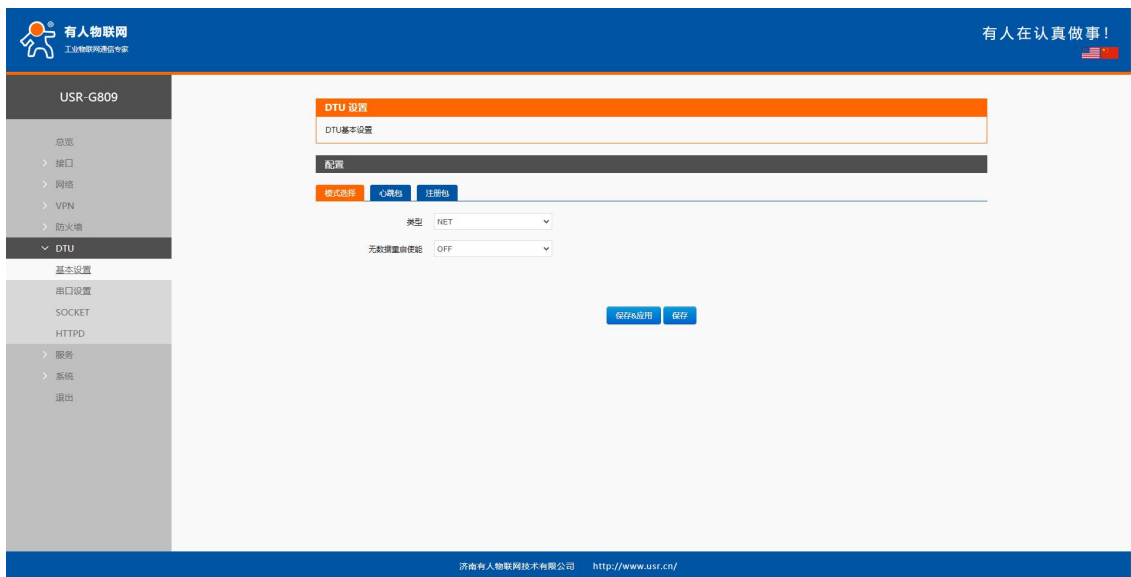 有人物联网
工业物联网通信专家
有人在认真做事！
USR-G809
总览
接口
网络
VPN
防火墙
DTU
基本设置
串口设置
SOCKET
HTTPD
服务
系统
退出
DTU 设置
DTU基本设置
配置
模式选择 心跳包 注册包
类型 NET
无数据重启使能 OFF
保存&应用 保存
济南有人物联网技术有限公司 http://www.usr.cn/